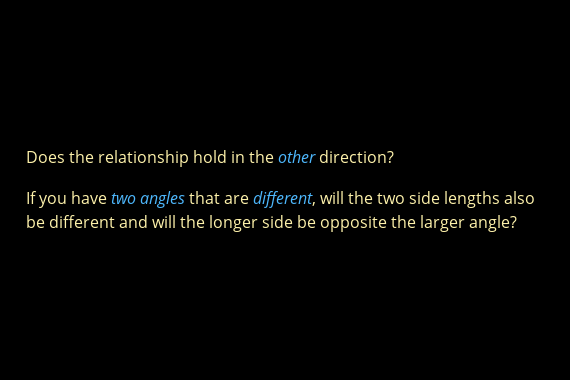 Does the relationship hold in the other direction?
If you have two angles that are different, will the two side lengths also
be different and will the longer side be opposite the larger angle?